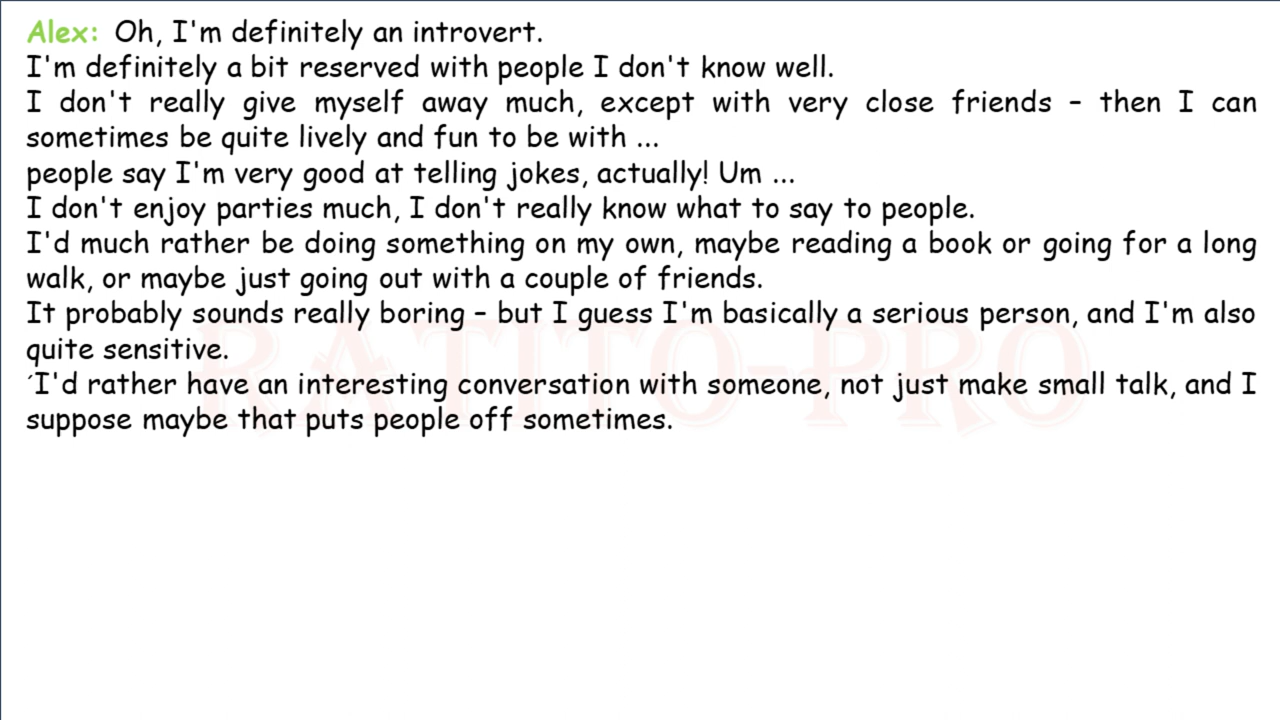 Alex: Oh, I'm definitely an introvert.
I'm definitely a bit reserved with people I don't know well.
I don't really give myself away much, except with very close friends – then I can
sometimes be quite lively and fun to be with ...
people say I'm very good at telling jokes, actually! Um ...
I don't enjoy parties much, I don't really know what to say to people.
I'd much rather be doing something on my own, maybe reading a book or going for a long
walk, or maybe just going out with a couple of friends.
It probably sounds really boring – but I guess I'm basically a serious person, and I'm also
quite sensitive.
´I'd rather have an interesting conversation with someone, not just make small talk, and I
suppose maybe that puts people off sometimes.
RATITO-PRO